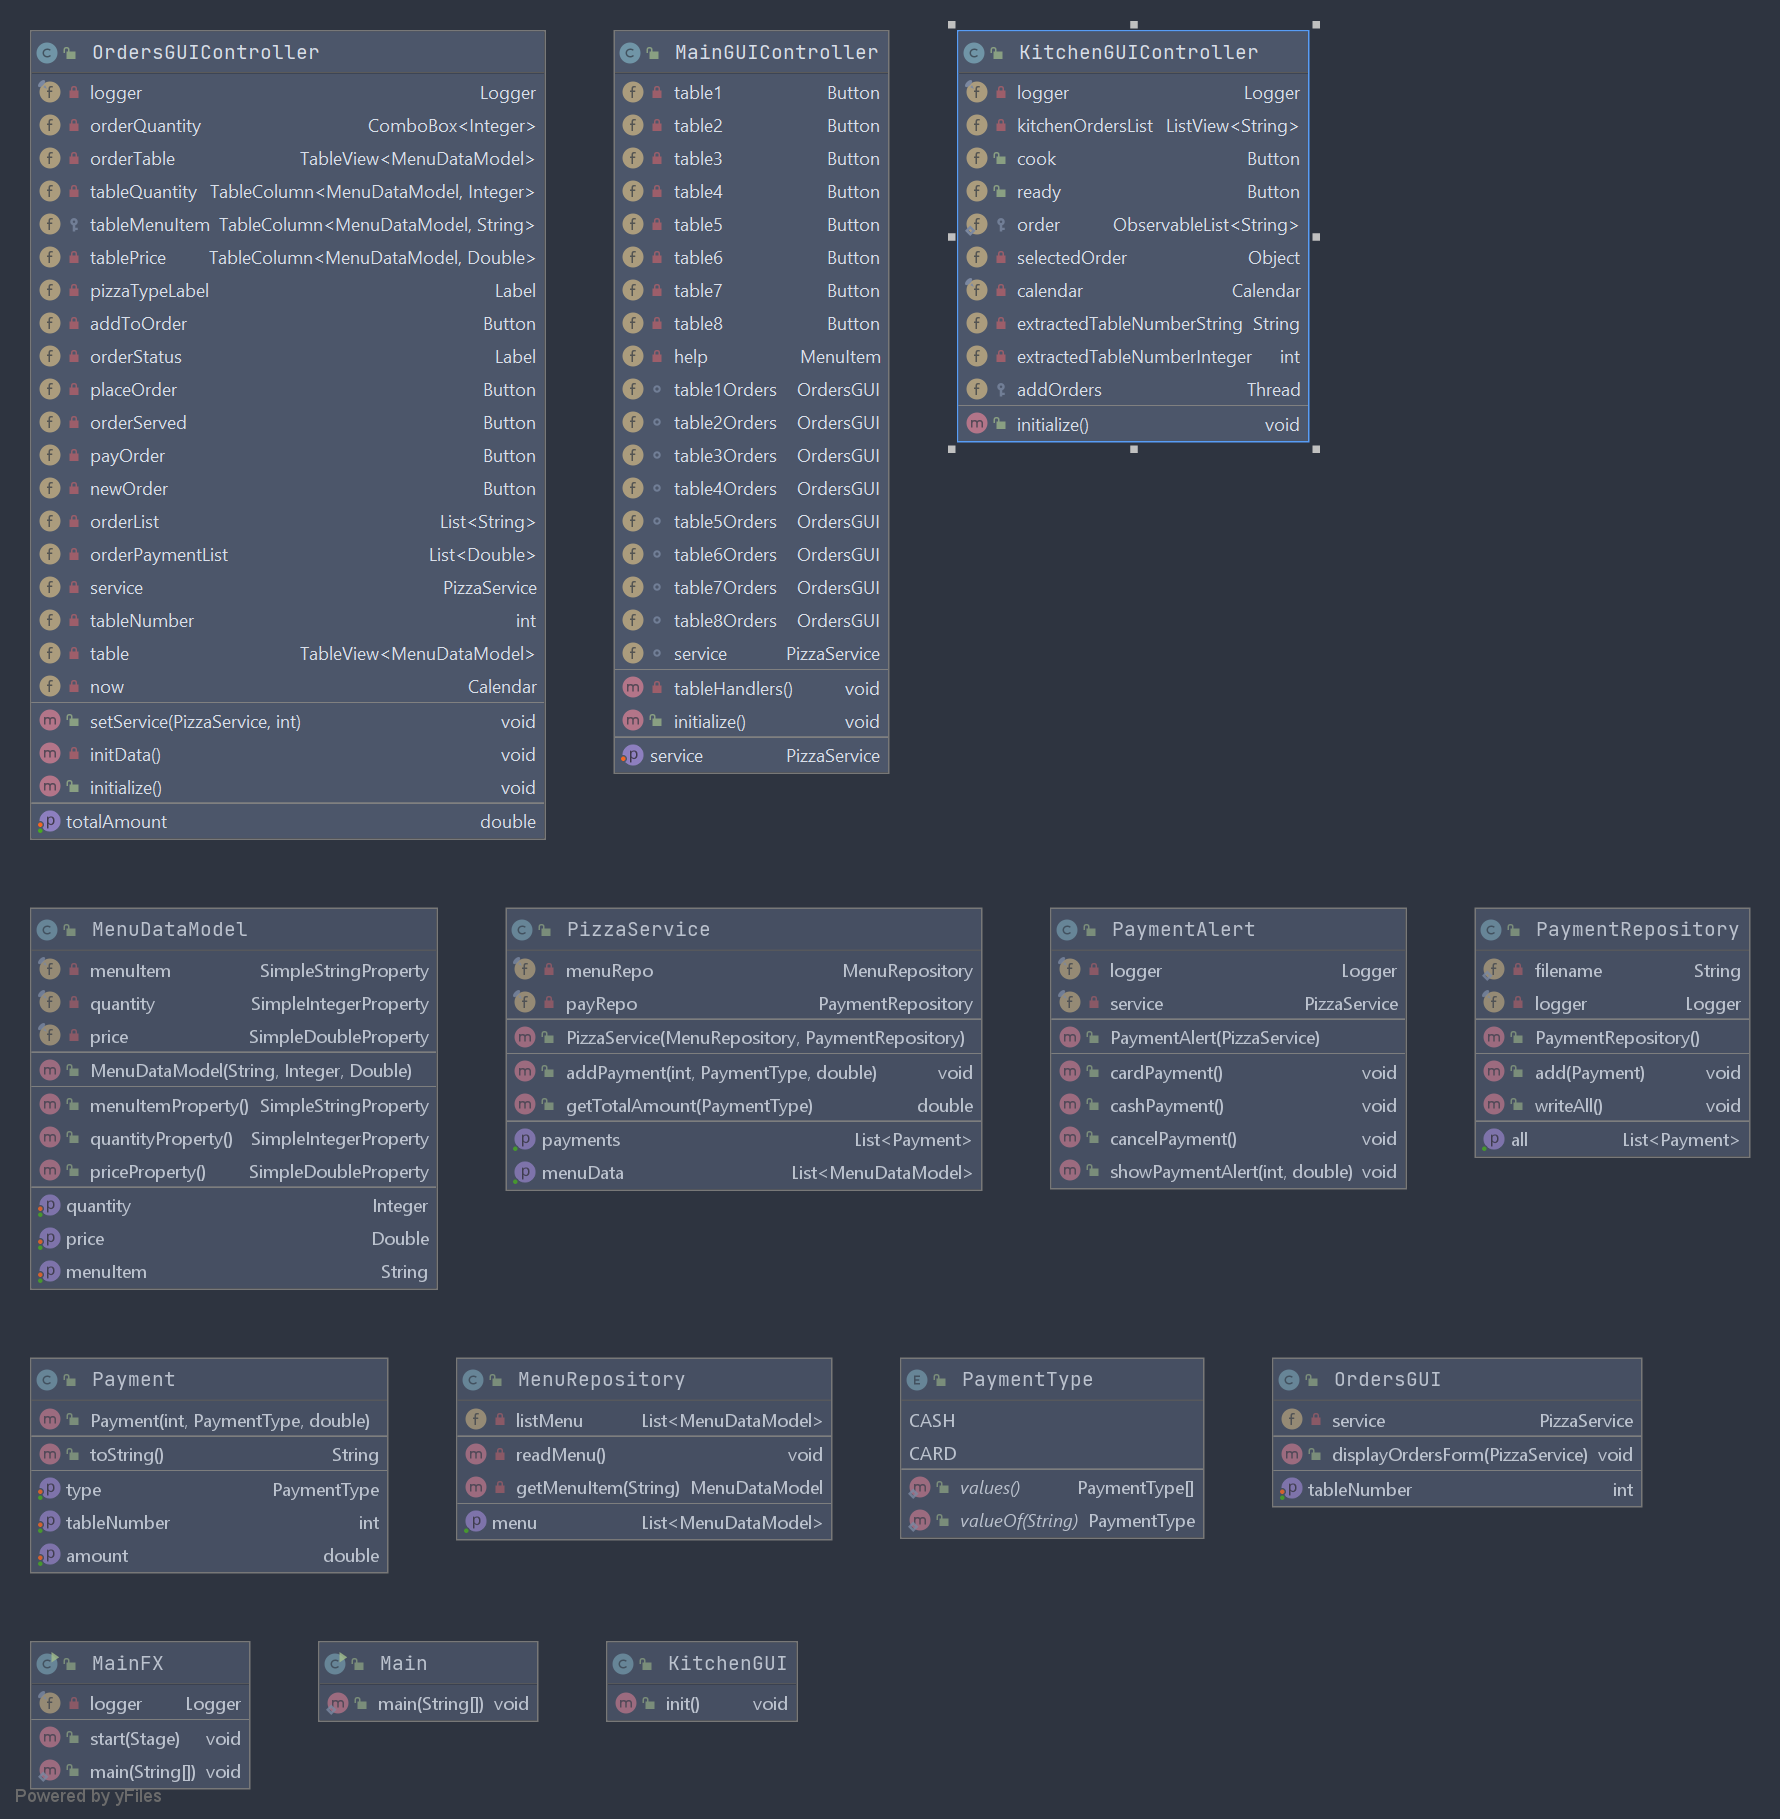 OrdersGUIController
logger Logger
orderQuantity ComboBox<Integer>
orderTable TableView<MenuDataModel>
tableQuantity TableColumn<MenuDataModel, Integer>
tableMenuItem TableColumn<MenuDataModel, String>
tablePrice TableColumn<MenuDataModel, Double>
pizzaTypeLabel Label
addToOrder Button
orderStatus Label
placeOrder Button
orderServed Button
payOrder Button
newOrder Button
orderList List<String>
orderPaymentList List<Double>
service PizzaService
tableNumber int
table TableView<MenuDataModel>
now Calendar
setService(PizzaService, int) void
initData() void
initialize() void
totalAmount double
MainGUIController
table1 Button
table2 Button
table3 Button
table4 Button
table5 Button
table6 Button
table7 Button
table8 Button
help MenuItem
table1Orders OrdersGUI
table2Orders OrdersGUI
table3Orders OrdersGUI
table4Orders OrdersGUI
table5Orders OrdersGUI
table6Orders OrdersGUI
table7Orders OrdersGUI
table8Orders OrdersGUI
service PizzaService
tableHandlers() void
initialize() void
service PizzaService
KitchenGUIController
logger Logger
kitchenOrdersList ListView<String>
cook Button
ready Button
order ObservableList<String>
selectedOrder Object
calendar Calendar
extractedTableNumberString String
extractedTableNumberInteger int
addOrders Thread
initialize() void
MenuDataModel
menuItem SimpleStringProperty
quantity SimpleIntegerProperty
price SimpleDoubleProperty
MenuDataModel(String, Integer, Double)
menuItemProperty() SimpleStringProperty
quantityProperty() SimpleIntegerProperty
priceProperty() SimpleDoubleProperty
quantity Integer
price Double
menuItem String
PizzaService
menuRepo MenuRepository
payRepo PaymentRepository
PizzaService(MenuRepository, PaymentRepository)
addPayment(int, PaymentType, double) void
getTotalAmount(PaymentType) double
payments List<Payment>
menuData List<MenuDataModel>
PaymentAlert
logger Logger
service PizzaService
PaymentAlert(PizzaService)
cardPayment() void
cashPayment() void
cancelPayment() void
showPaymentAlert(int, double) void
PaymentRepository
filename String
logger Logger
PaymentRepository()
add(Payment) void
writeAll() void
all List<Payment>
Payment
Payment(int, PaymentType, double)
toString() String
type PaymentType
tableNumber int
amount double
MenuRepository
listMenu List<MenuDataModel>
readMenu() void
getMenuItem(String) MenuDataModel
menu List<MenuDataModel>
PaymentType
CASH
CARD
values() PaymentType[]
valueOf(String) PaymentType
OrdersGUI
service PizzaService
displayOrdersForm(PizzaService) void
tableNumber int
MainFX
logger Logger
start(Stage) void
main(String[]) void
Main
main(String[]) void
KitchenGUI
init() void
Powered by yFiles